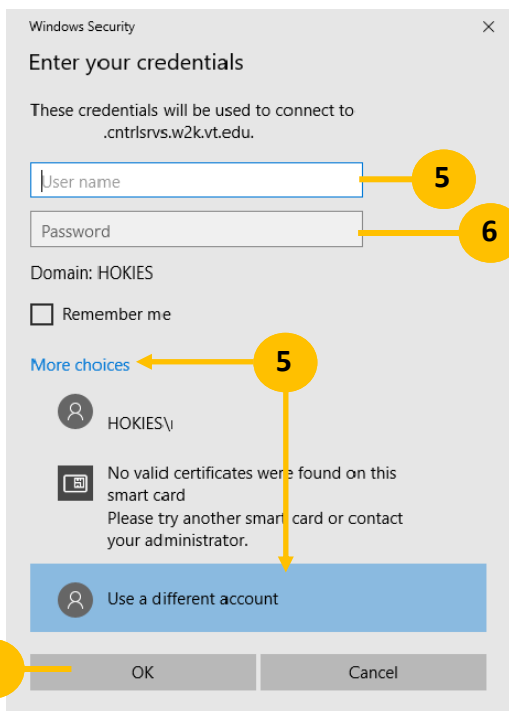 Windows Security
Enter your credentials
These credentials will be used to connect to
.cntrlsrvs.w2k.vt.edu.
User name
5
Password
6
Domain: HOKIES
Remember me
More choices
5
HOKIES\
No valid certificates were found on this
smart card
Please try another smart card or contact
your administrator.
Use a different account
OK
Cancel